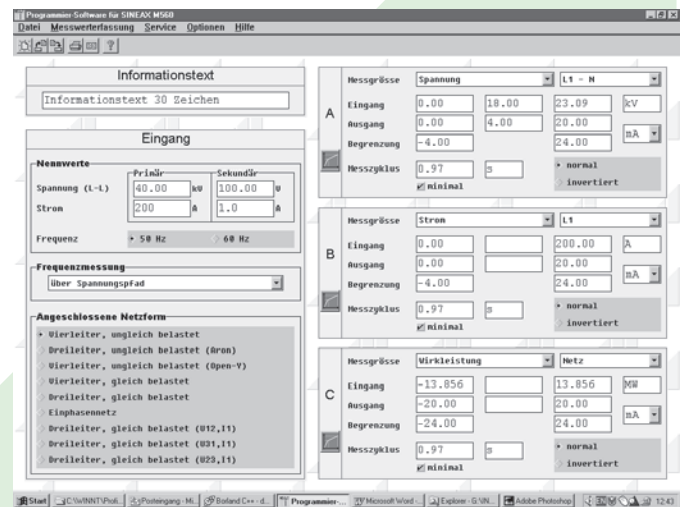 Programmier-Software für SINEAX M560
Datei Messwerterfassung Service Optionen Hilfe
Informationstext
Informationstext 30 Zeichen
Eingang
Nennwerte
Primär Sekundär
Spannung (L-L) 40.00 kV 100.00 V
Strom 200 A 1.0 A
Frequenz 50 Hz 60 Hz
Frequenzmessung
Über Spannungspfad
Angeschlossene Netzform
Vierleiter, ungleich belastet
Dreileiter, ungleich belastet (Aron)
Vierleiter, ungleich belastet (Open-Y)
Vierleiter, gleich belastet
Dreileiter, gleich belastet
Einphasennetz
Dreileiter, gleich belastet (U12,I1)
Dreileiter, gleich belastet (U31,I1)
Dreileiter, gleich belastet (U23,I1)
A
Messgrösse Spannung L1 - N
Eingang 0.00 18.00 23.09 kV
Ausgang 0.00 4.00 20.00 mA
Begrenzung -4.00 24.00
Messzyklus 0.97 s normal
minimal invertiert
B
Messgrösse Strom L1
Eingang 0.00 200.00 A
Ausgang 0.00 20.00 mA
Begrenzung -4.00 24.00
Messzyklus 0.97 s normal
minimal invertiert
C
Messgrösse Wirkleistung Netz
Eingang -13.856 13.856 MW
Ausgang -20.00 20.00 mA
Begrenzung -24.00 24.00
Messzyklus 0.97 s normal
minimal invertiert
Start C:\WINNT\Profi... Posteingang - Mi... Borland C++ - d... Programmier-... Microsoft Word -... Explorer - G:\IN... Adobe Photoshop 12:43